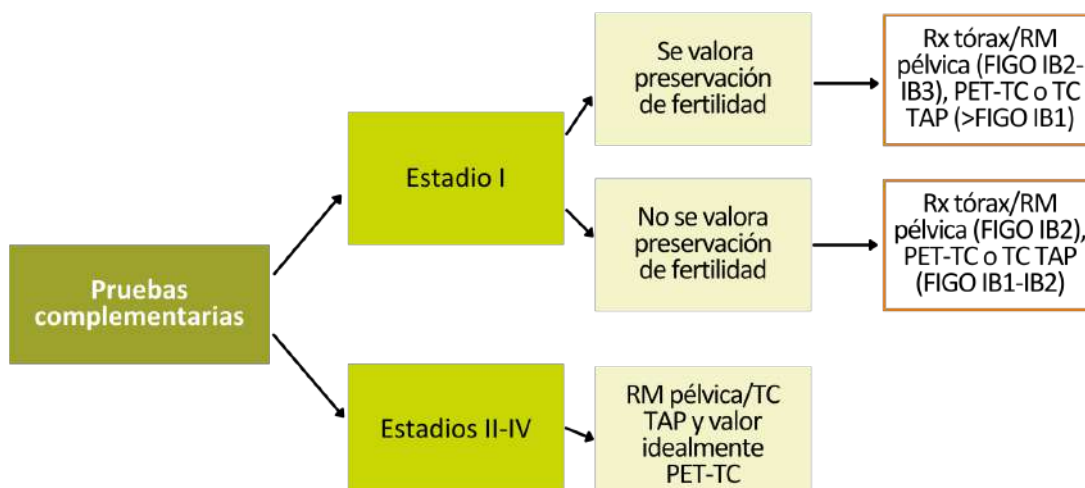 Pruebas
complementarias
Estadio I
Se valora
preservación
de fertilidad
Rx tórax/RM
pélvica (FIGO IB2-
IB3), PET-TC o TC
TAP (>FIGO IB1)
No se valora
preservación
de fertilidad
Rx tórax/RM
pélvica (FIGO IB2),
PET-TC o TC TAP
(FIGO IB1-IB2)
Estadios II-IV
RM pélvica/TC
TAP y valor
idealmente
PET-TC